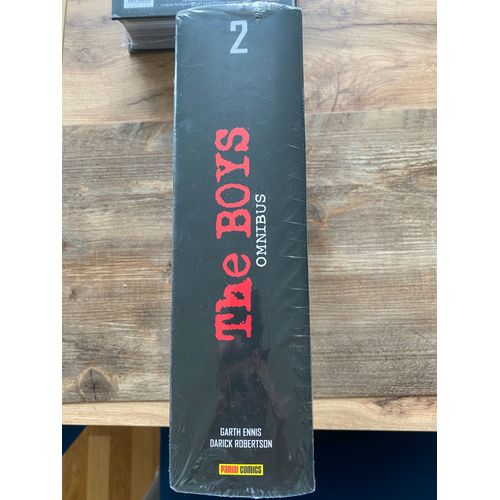 2
The BOYS
OMNIBUS
GARTH ENNIS
DARICK ROBERTSON
PANINI COMICS